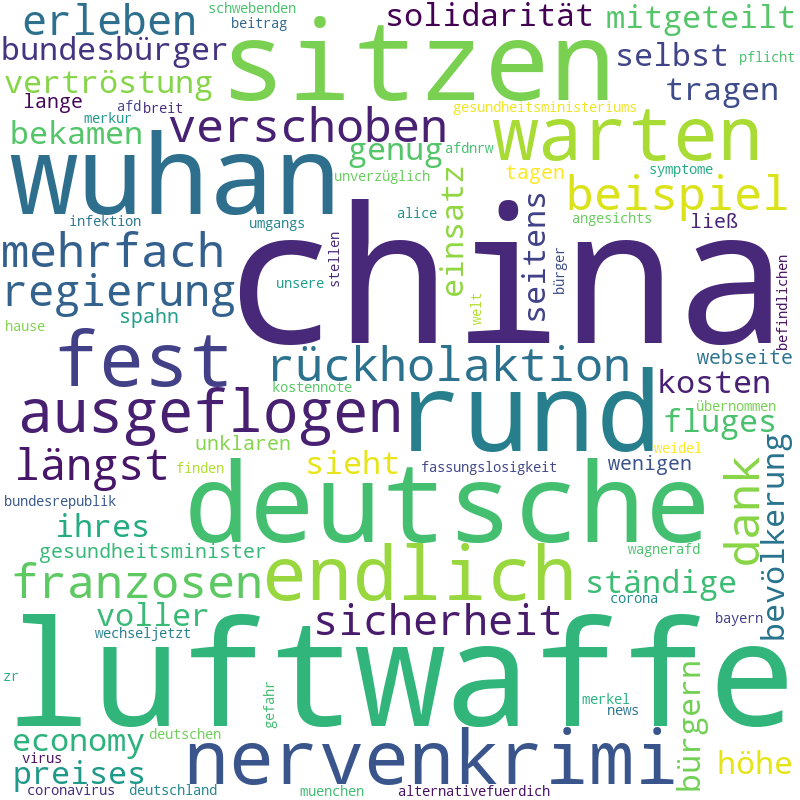 schwebenden
erleben
solidarität
mitgeteilt
beitrag
sitzen
bundesbürger
selbst
pflicht
vertröstung
tragen
lange
afd
breit
verschoben
gesundheitsministeriums
merkur
warten
bekamen
genug
afdnrw
wuhan
unverzüglich
tagen
symptome
einsatz
beispiel
seitens
infektion
umgangs
alice
angesichts
ließ
china
mehrfach
stellen
bürger
befindlichen
regierung
unsere
welt
spahn
hause
fest
rückholaktion
webseite
kosten
kostennote
rund
ausgeflogen
übernommen
fluges
unklaren
weidel
längst
sieht
wenigen
finden
fassungslosigkeit
dank
bevölkerung
deutsche
bundesrepublik
ihres
gesundheitsminister
wagnerafd
endlich
franzosen
ständige
corona
voller
sicherheit
bayern
wechseljetzt
luftwaffe
zr
gefahr
bürgern
merkel
news
economy
deutschen
nervenkrimi
virus
preises
höhe
coronavirus
deutschland
muenchen
alternativefuerdich